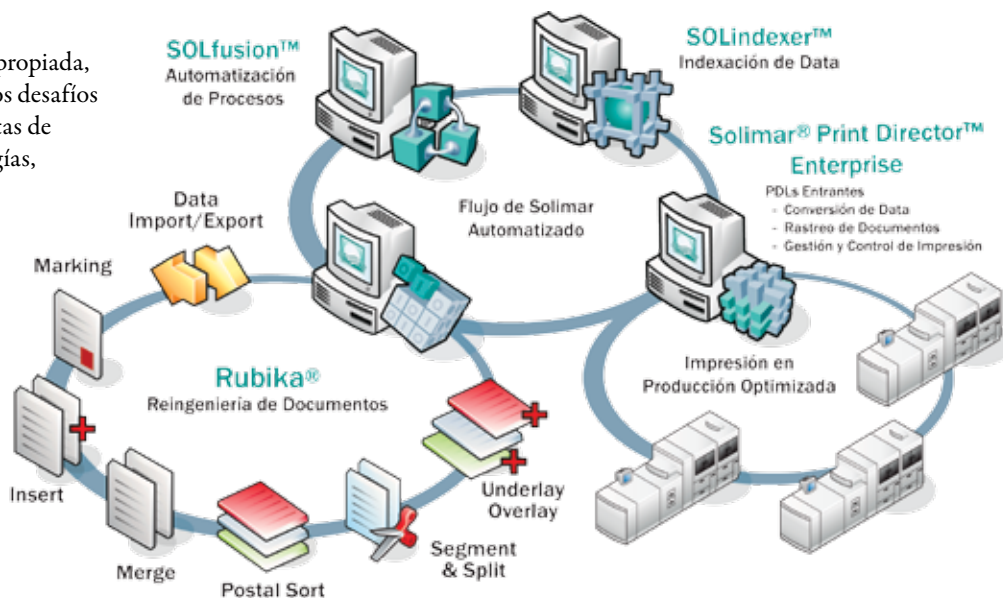 propiada,
os desafíos
tas de
gías,
SOLfusion™
Automatización
de Procesos
SOLindexer™
Indexación de Data
Solimar® Print Director™
Enterprise
PDLs Entrantes
- Conversión de Data
- Rastreo de Documentos
- Gestión y Control de Impresión
Flujo de Solimar
Automatizado
Data
Import/Export
Marking
Rubika®
Reingeniería de Documentos
Impresión en
Producción Optimizada
Insert
Merge
Postal Sort
Segment
& Split
Underlay
Overlay